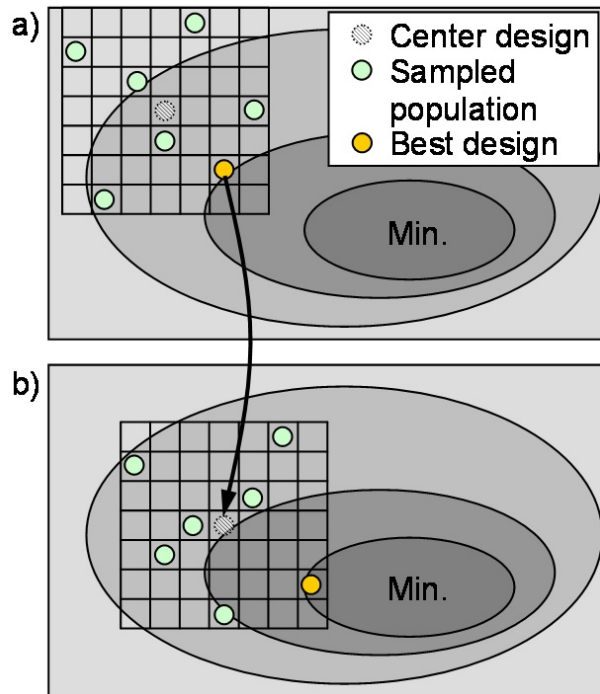 a)
Center design
Sampled
population
Best design
Min.
b)
Min.